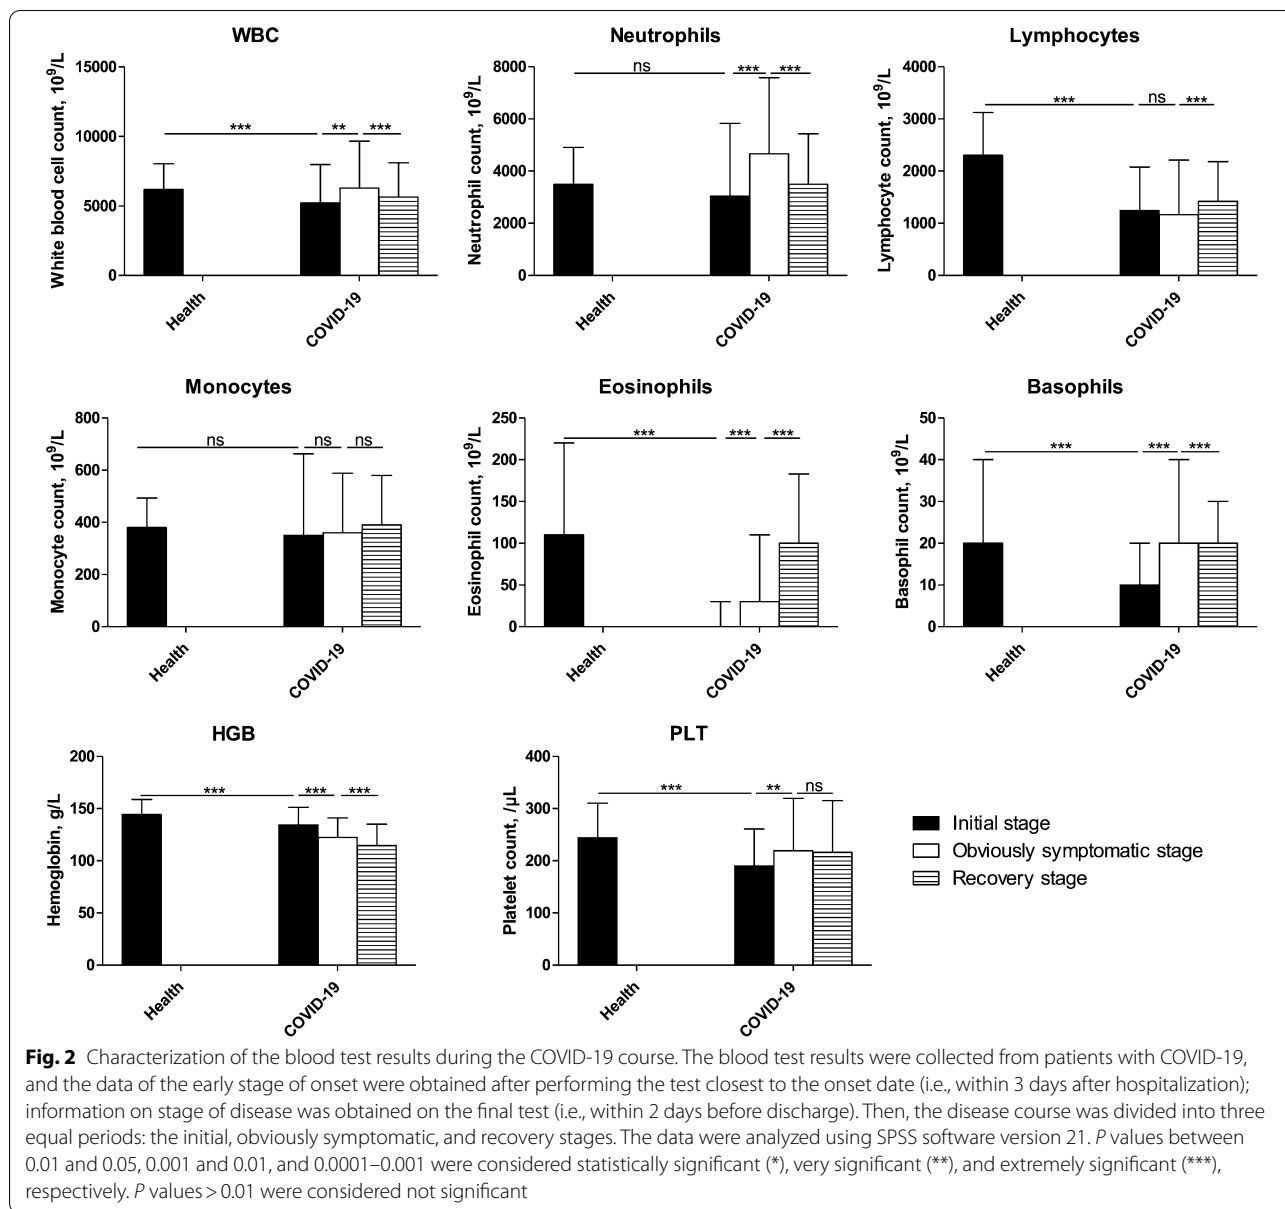 WBC
White blood cell count, 10⁹/L
15000
10000
5000
0
***
**
***
Health
COVID-19
Neutrophils
Neutrophil count, 10⁹/L
8000
6000
4000
2000
0
ns
***
***
Health
COVID-19
Lymphocytes
Lymphocyte count, 10⁹/L
4000
3000
2000
1000
0
***
ns
***
Health
COVID-19
Monocytes
Monocyte count, 10⁹/L
800
600
400
200
0
ns
ns
ns
Health
COVID-19
Eosinophils
Eosinophil count, 10⁹/L
250
200
150
100
50
0
***
***
***
Health
COVID-19
Basophils
Basophil count, 10⁹/L
50
40
30
20
10
0
***
***
***
Health
COVID-19
HGB
Hemoglobin, g/L
200
150
100
50
0
***
***
***
Health
COVID-19
PLT
Platelet count, /µL
400
300
200
100
0
***
**
ns
Health
COVID-19
Initial stage
Obviously symptomatic stage
Recovery stage
Fig. 2 Characterization of the blood test results during the COVID-19 course. The blood test results were collected from patients with COVID-19,
and the data of the early stage of onset were obtained after performing the test closest to the onset date (i.e., within 3 days after hospitalization);
information on stage of disease was obtained on the final test (i.e., within 2 days before discharge). Then, the disease course was divided into three
equal periods: the initial, obviously symptomatic, and recovery stages. The data were analyzed using SPSS software version 21. P values between
0.01 and 0.05, 0.001 and 0.01, and 0.0001–0.001 were considered statistically significant (*), very significant (**), and extremely significant (***),
respectively. P values > 0.01 were considered not significant